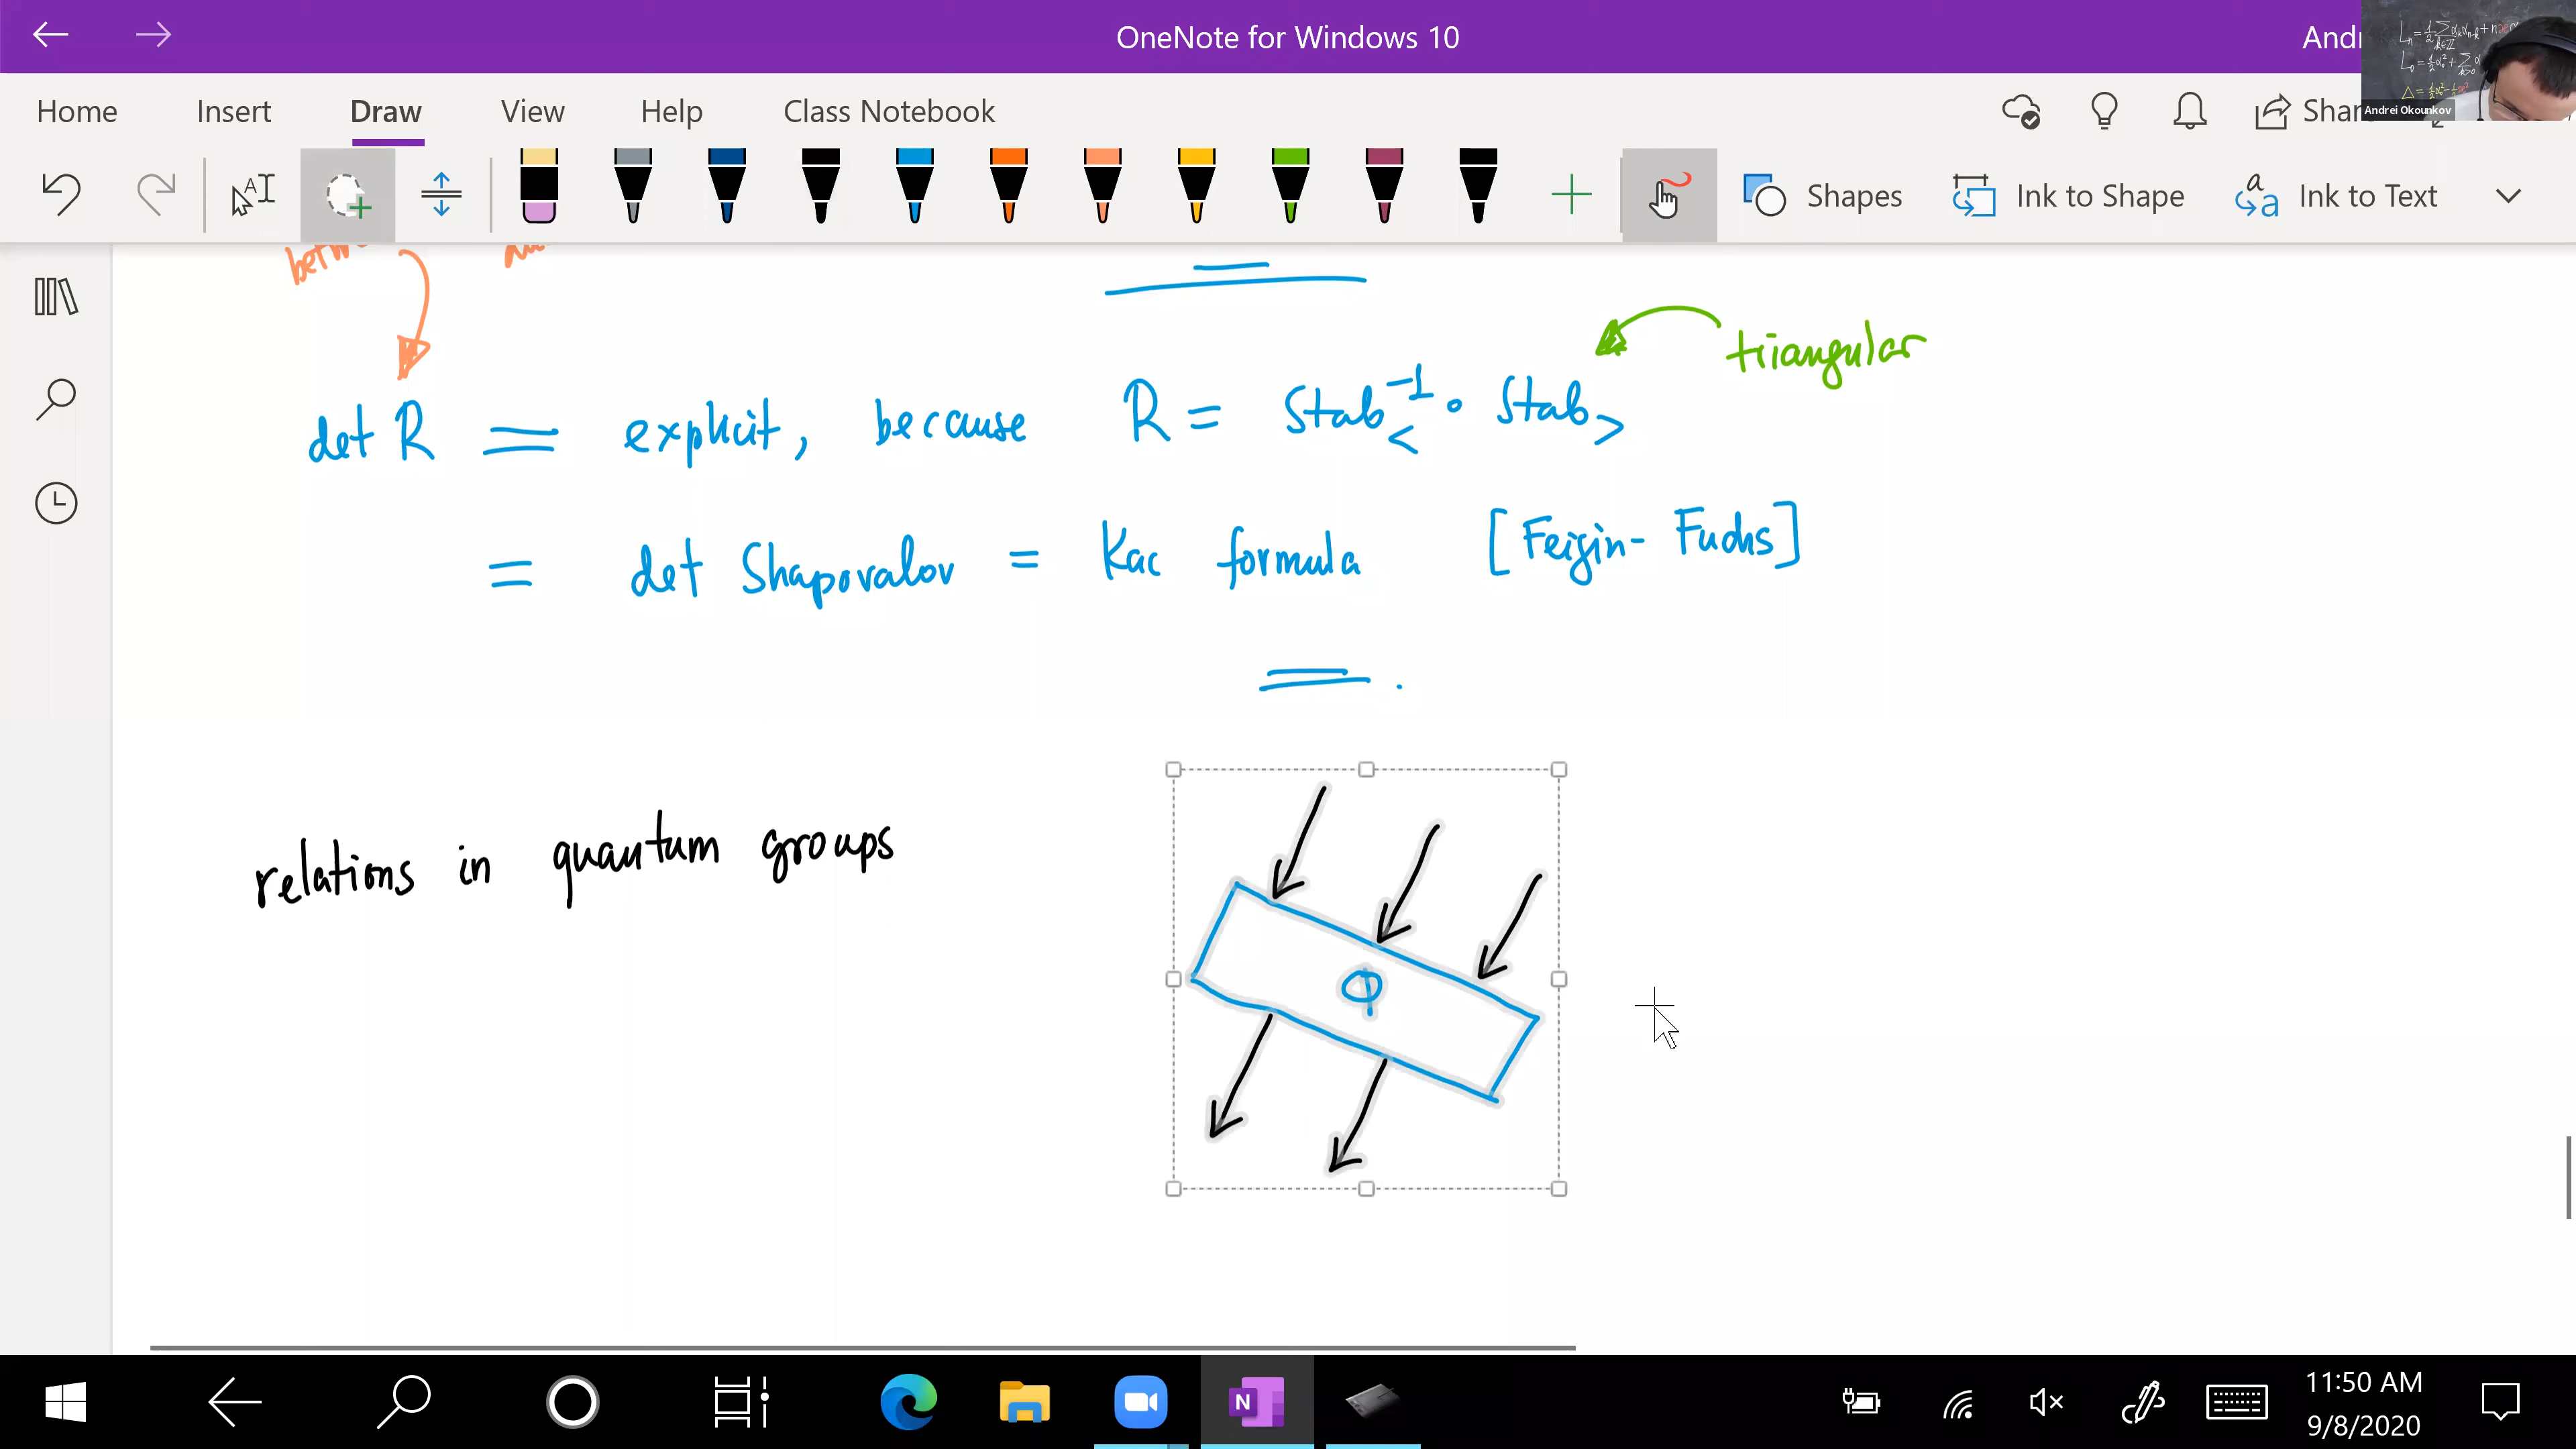 OneNote for Windows 10
Andrei Okounkov
Home Insert Draw View Help Class Notebook
Shapes Ink to Shape Ink to Text
triangular
det R = explicit, because R = Stab<^-1 ∘ Stab>
= det Shapovalov = Kac formula [Feigin-Fuchs]
relations in quantum groups
φ
11:50 AM
9/8/2020